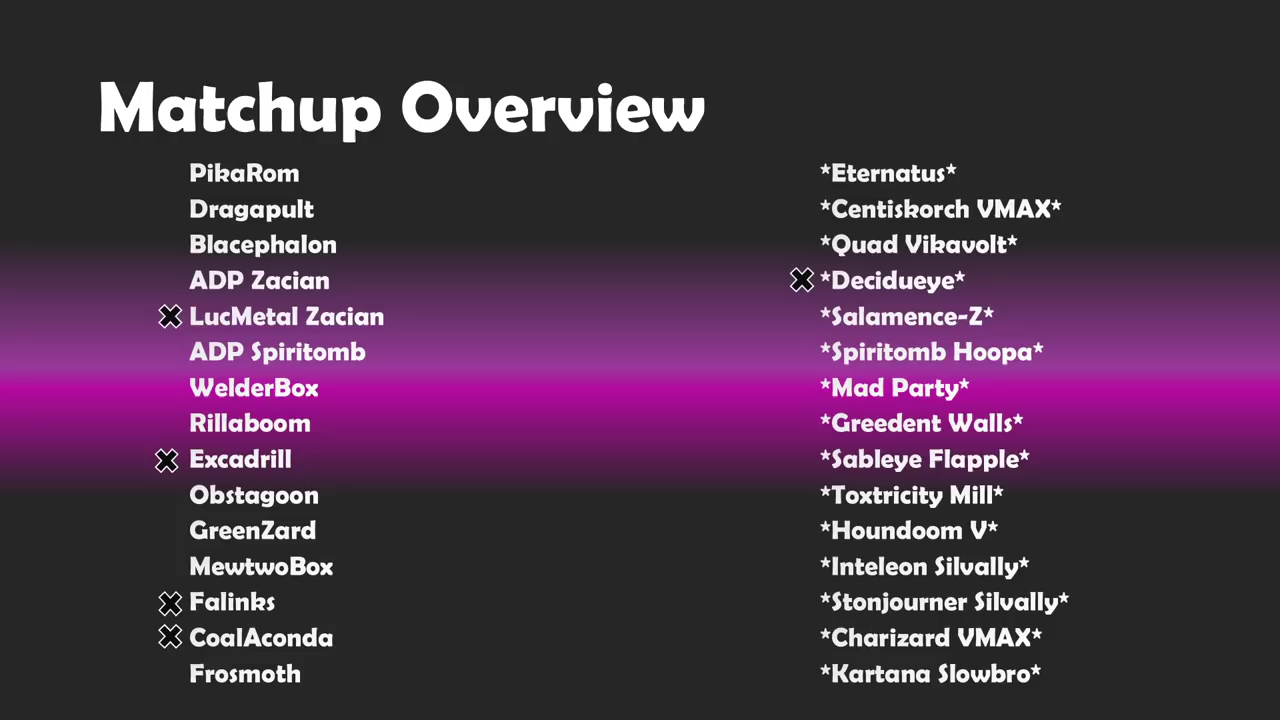 Matchup Overview
PikaRom
Dragapult
Blacephalon
ADP Zacian
LucMetal Zacian
ADP Spiritomb
WelderBox
Rillaboom
Excadrill
Obstagoon
GreenZard
MewtwoBox
Falinks
CoalAconda
Frosmoth
*Eternatus*
*Centiskorch VMAX*
*Quad Vikavolt*
*Decidueye*
*Salamence-Z*
*Spiritomb Hoopa*
*Mad Party*
*Greedent Walls*
*Sableye Flapple*
*Toxtricity Mill*
*Houndoom V*
*Inteleon Silvally*
*Stonjourner Silvally*
*Charizard VMAX*
*Kartana Slowbro*